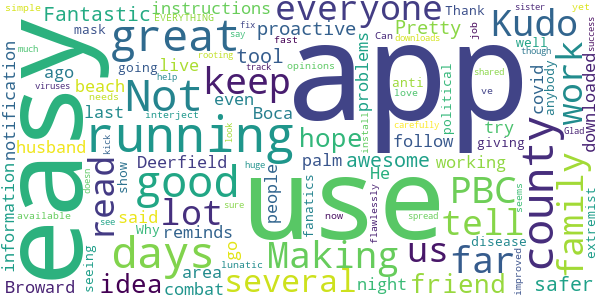 instructions
everyone
Kudo
Thank
sister
yet
simple
EVERYTHING
fix
Fantastic
mask
proactive
Pretty
say
job
much
ago
great
tool
fast
Can
downloads
success
going
live
track
opinions
rooting
well
though
viruses
beach
keep
app
problems
anti
love
ve
covid
anybody
work
downloaded
help
needs
Not
even
Boca
political
shared
carefully
Glad
husband
last
interject
hope
try
install
giving
notification
easy
running
look
follow
county
family
extremist
kick
Deerfield
palm
awesome
working
read
good
use
people
He
PBC
disease
seems
information
doesn
show
fanatics
now
flawlessly
tell
available
see
said
lot
Why
reminds
huge
sure
spread
us
far
improved
seeing
days
go
area
Making
several
friend
safer
Broward
idea
combat
lunatic
night